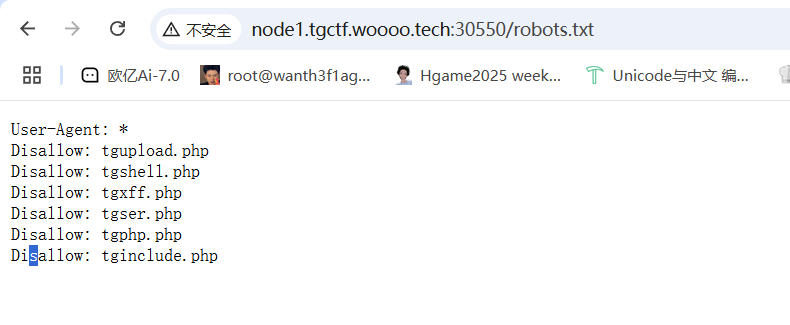 不安全 node1.tgctf.woooo.tech:30550/robots.txt
欧亿Ai-7.0 root@wanth3f1ag... Hgame2025 week... Unicode与中文 编...
User-Agent: *
Disallow: tgupload.php
Disallow: tgshell.php
Disallow: tgxff.php
Disallow: tgser.php
Disallow: tgphp.php
Disallow: tginclude.php